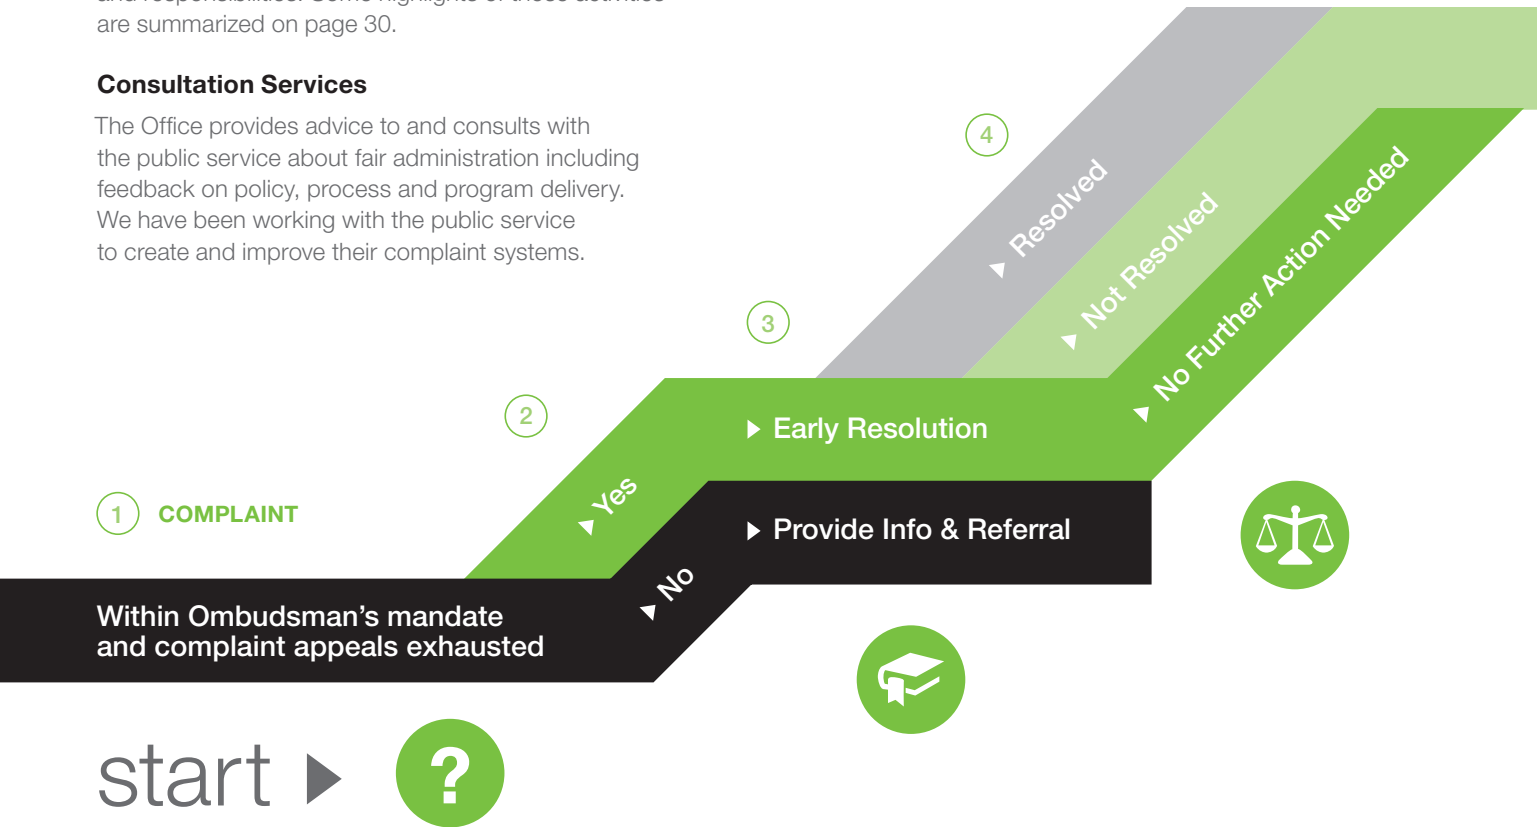 are summarized on page 30.
Consultation Services
The Office provides advice to and consults with
the public service about fair administration including
feedback on policy, process and program delivery.
We have been working with the public service
to create and improve their complaint systems.
4
Resolved
Not Resolved
No Further Action Needed
3
2
Early Resolution
Yes
1 COMPLAINT
Provide Info & Referral
No
Within Ombudsman’s mandate
and complaint appeals exhausted
start
?